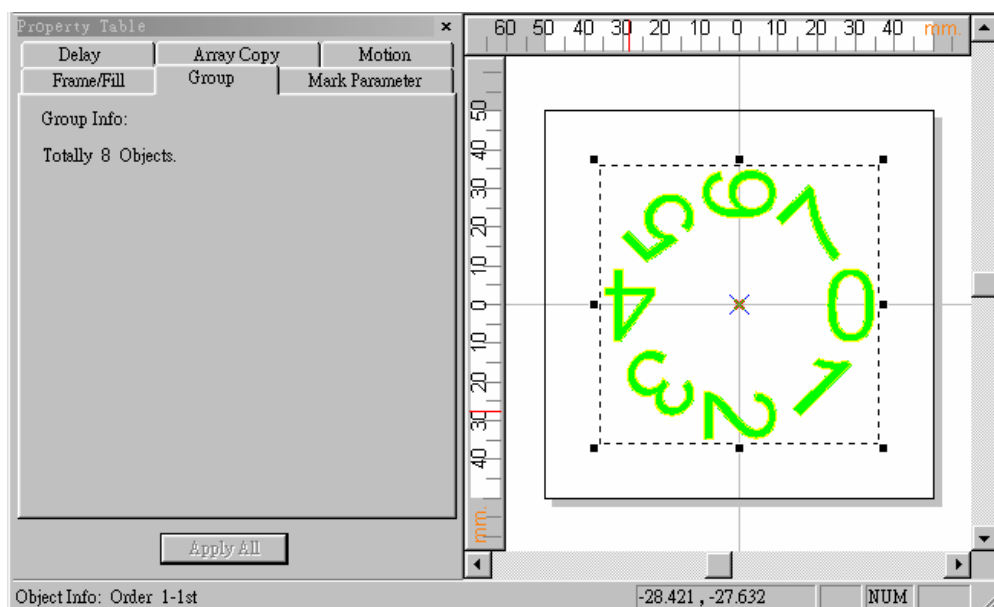 Property Table x
Delay Array Copy Motion
Frame/Fill Group Mark Parameter
Group Info:
Totally 8 Objects.
Apply All
60 50 40 30 20 10 0 10 20 30 40 mm.
50
40
30
20
10
0
10
20
30
40
mm.
0
1
2
3
4
5
6
7
Object Info: Order 1-1st -28.421 , -27.632 NUM